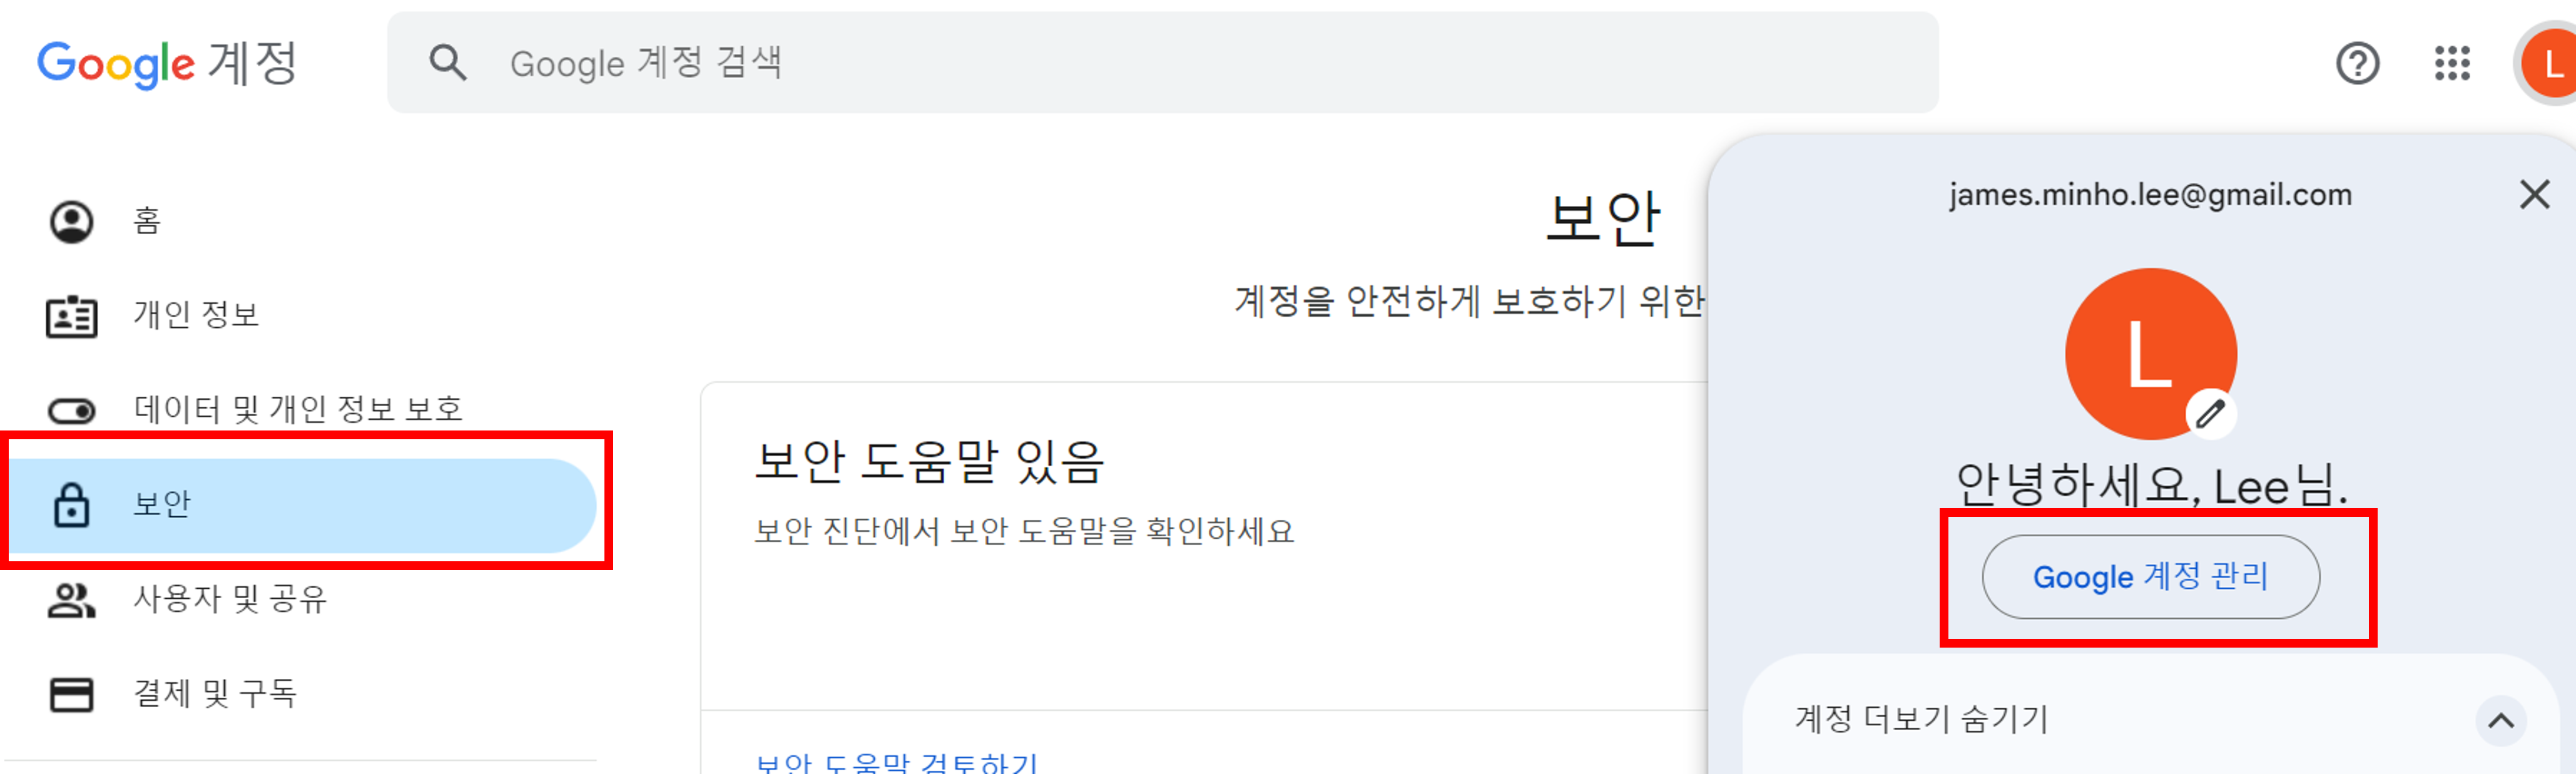 Google 계정
Google 계정 검색
L
홈
개인 정보
데이터 및 개인 정보 보호
보안
사용자 및 공유
결제 및 구독
보안
계정을 안전하게 보호하기 위한
보안 도움말 있음
보안 진단에서 보안 도움말을 확인하세요
보안 도움말 검토하기
james.minho.lee@gmail.com
L
안녕하세요, Lee님.
Google 계정 관리
계정 더보기 숨기기